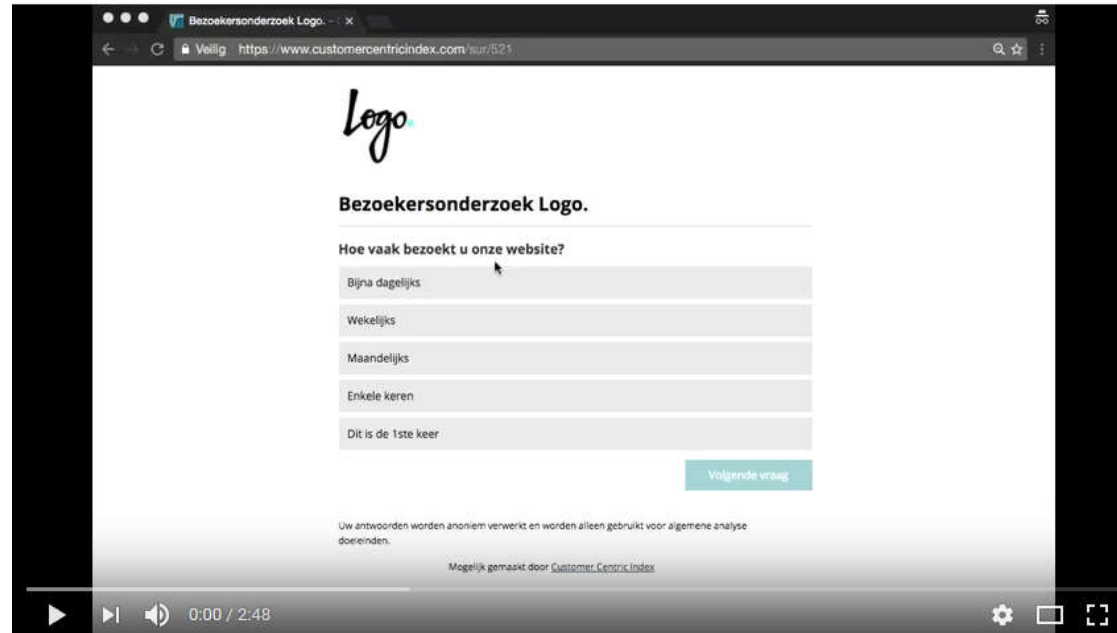 Bezoekersonderzoek Logo. -
Veilig https://www.customercentricindex.com/sur/521
Logo.
Bezoekersonderzoek Logo.
Hoe vaak bezoekt u onze website?
Bijna dagelijks
Wekelijks
Maandelijks
Enkele keren
Dit is de 1ste keer
Volgende vraag
Uw antwoorden worden anoniem verwerkt en worden alleen gebruikt voor algemene analyse
doeleinden.
Mogelijk gemaakt door Customer Centric Index
0:00 / 2:48